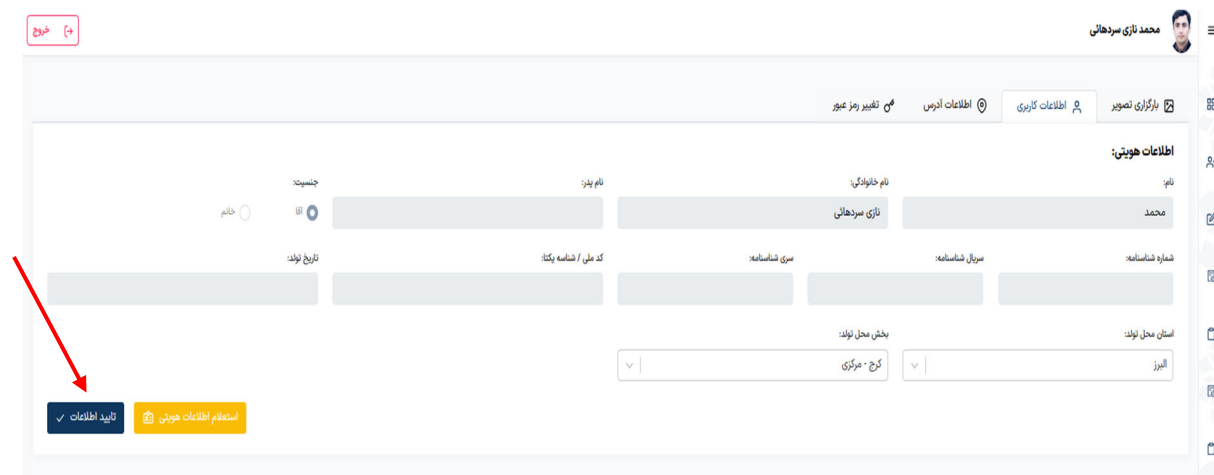 محمد نازی سردهائی
خروج
بارگزاری تصویر
اطلاعات کاربری
اطلاعات آدرس
تغییر رمز عبور
اطلاعات هویتی:
نام: نام خانوادگی: نام پدر: جنسیت:
محمد نازی سردهائی آقا خانم
شماره شناسنامه: سریال شناسنامه: سری شناسنامه: کد ملی / شناسه یکتا: تاریخ تولد:
استان محل تولد: بخش محل تولد:
البرز کرج - مرکزی
استعلام اطلاعات هویتی تایید اطلاعات